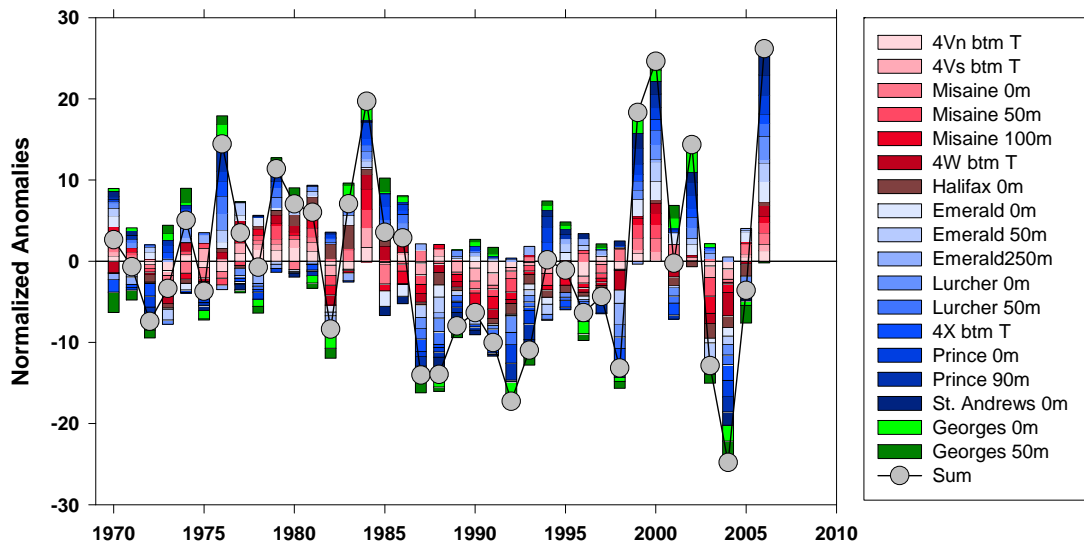 30
20
10
0
-10
-20
-30
Normalized Anomalies
1970 1975 1980 1985 1990 1995 2000 2005 2010
4Vn btm T
4Vs btm T
Misaine 0m
Misaine 50m
Misaine 100m
4W btm T
Halifax 0m
Emerald 0m
Emerald 50m
Emerald250m
Lurcher 0m
Lurcher 50m
4X btm T
Prince 0m
Prince 90m
St. Andrews 0m
Georges 0m
Georges 50m
Sum